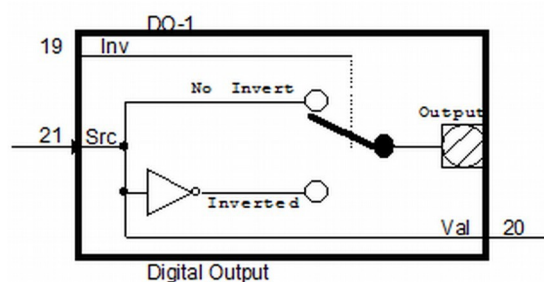 DO-1
19 Inv
No Invert
Output
21 Src
Inverted
Val 20
Digital Output